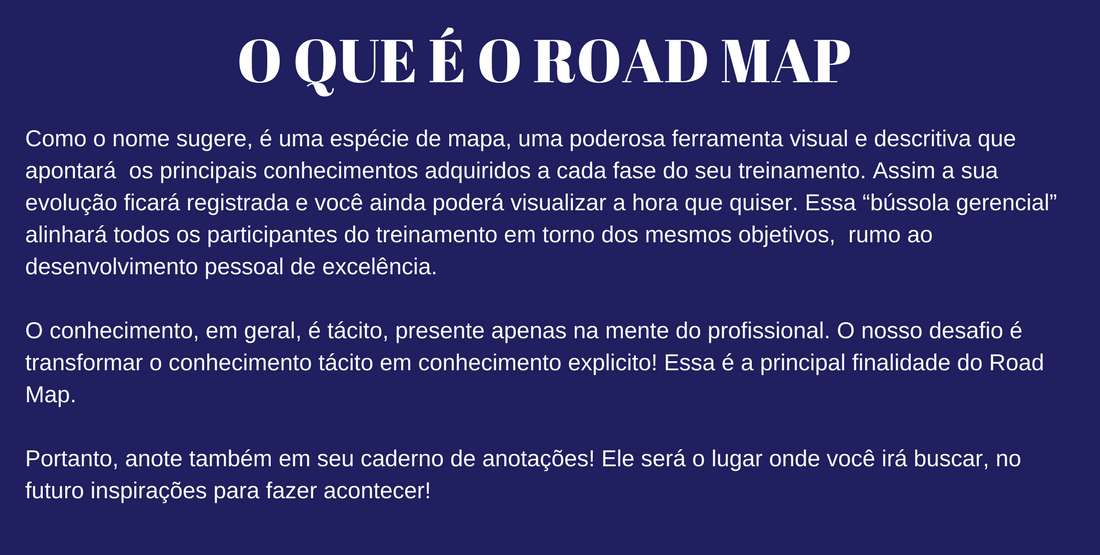 O QUE É O ROAD MAP
Como o nome sugere, é uma espécie de mapa, uma poderosa ferramenta visual e descritiva que
apontará  os principais conhecimentos adquiridos a cada fase do seu treinamento. Assim a sua
evolução ficará registrada e você ainda poderá visualizar a hora que quiser. Essa “bússola gerencial”
alinhará todos os participantes do treinamento em torno dos mesmos objetivos,  rumo ao
desenvolvimento pessoal de excelência.
O conhecimento, em geral, é tácito, presente apenas na mente do profissional. O nosso desafio é
transformar o conhecimento tácito em conhecimento explicito! Essa é a principal finalidade do Road
Map.
Portanto, anote também em seu caderno de anotações! Ele será o lugar onde você irá buscar, no
futuro inspirações para fazer acontecer!